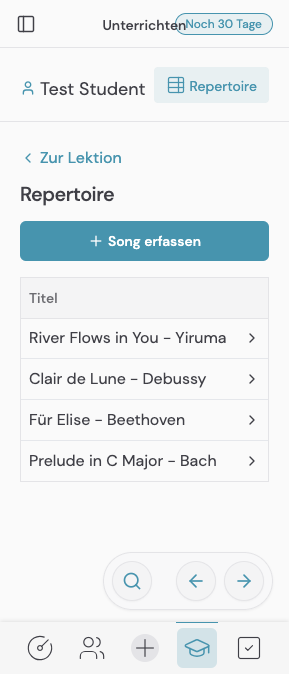 Unterrichten
Noch 30 Tage
Test Student
Repertoire
Zur Lektion
Repertoire
Song erfassen
Titel
River Flows in You – Yiruma
Clair de Lune – Debussy
Für Elise – Beethoven
Prelude in C Major – Bach